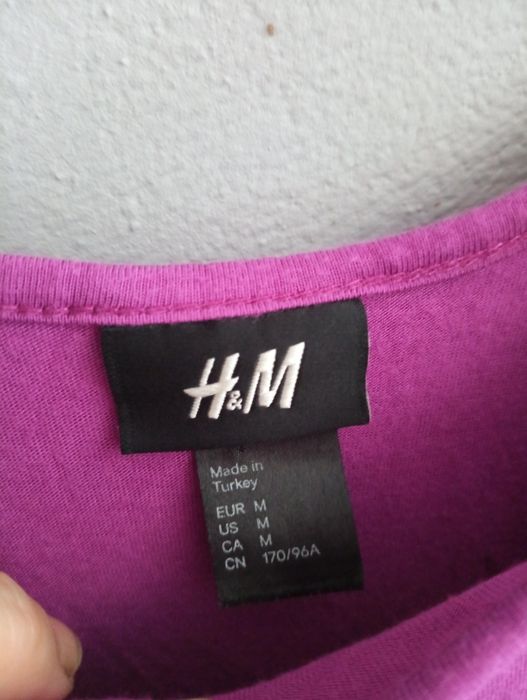 H&M
Made in
Turkey
EUR M
US M
CA M
CN 170/96A